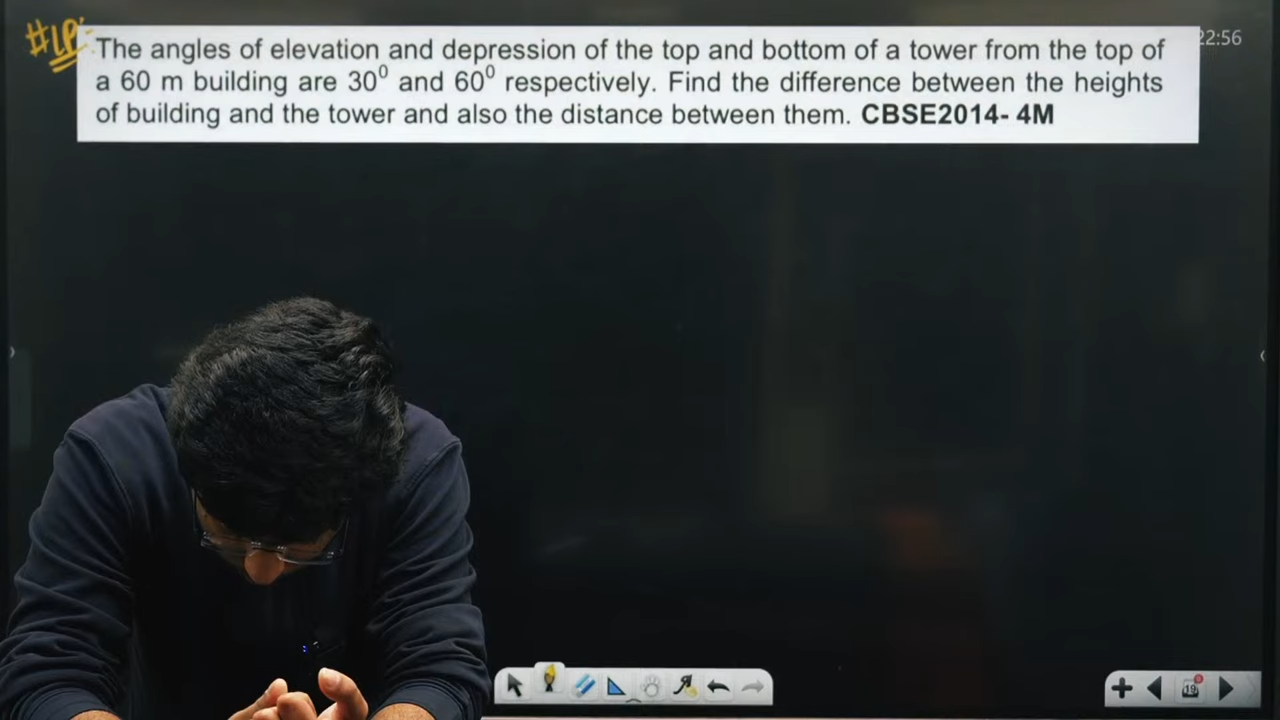 #LP
The angles of elevation and depression of the top and bottom of a tower from the top of
a 60 m building are 30⁰ and 60⁰ respectively. Find the difference between the heights
of building and the tower and also the distance between them. CBSE2014- 4M
22:56
19